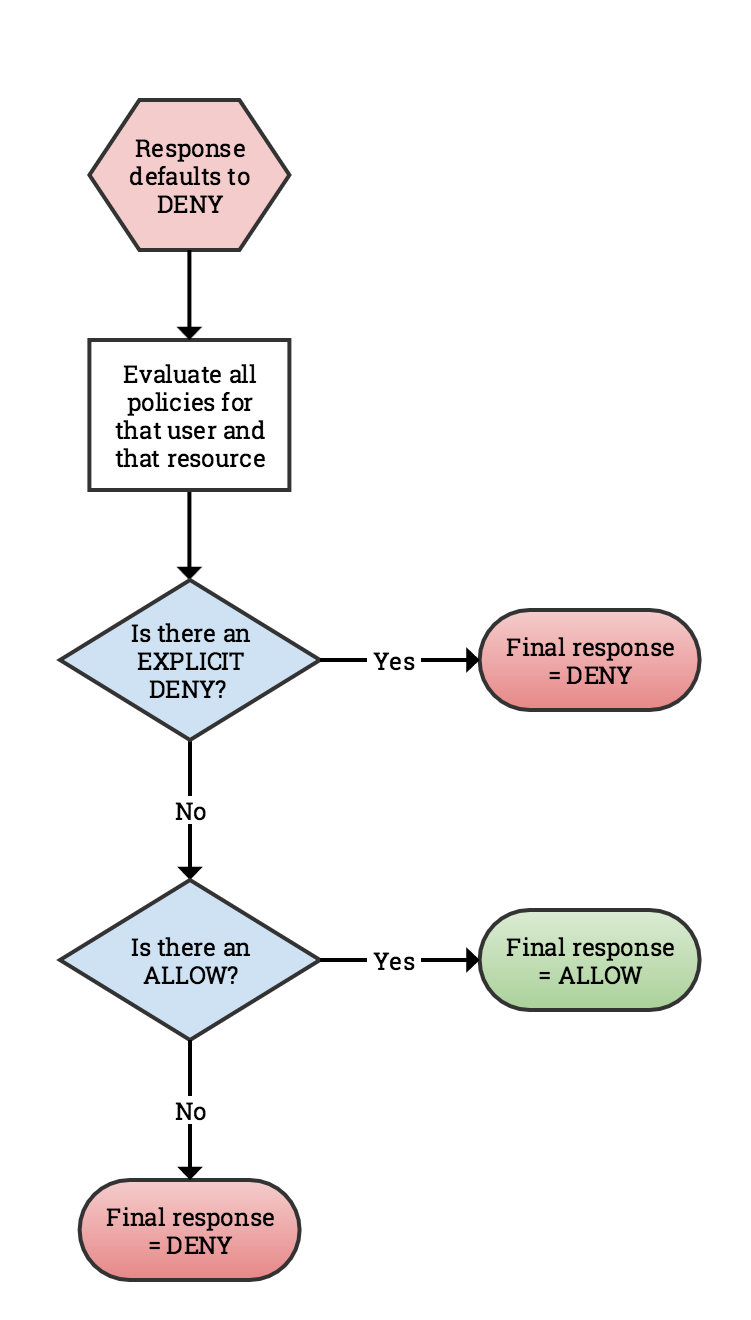 Response
defaults to
DENY
Evaluate all
policies for
that user and
that resource
Is there an
EXPLICIT
DENY?
Yes
Final response
= DENY
No
Is there an
ALLOW?
Yes
Final response
= ALLOW
No
Final response
= DENY